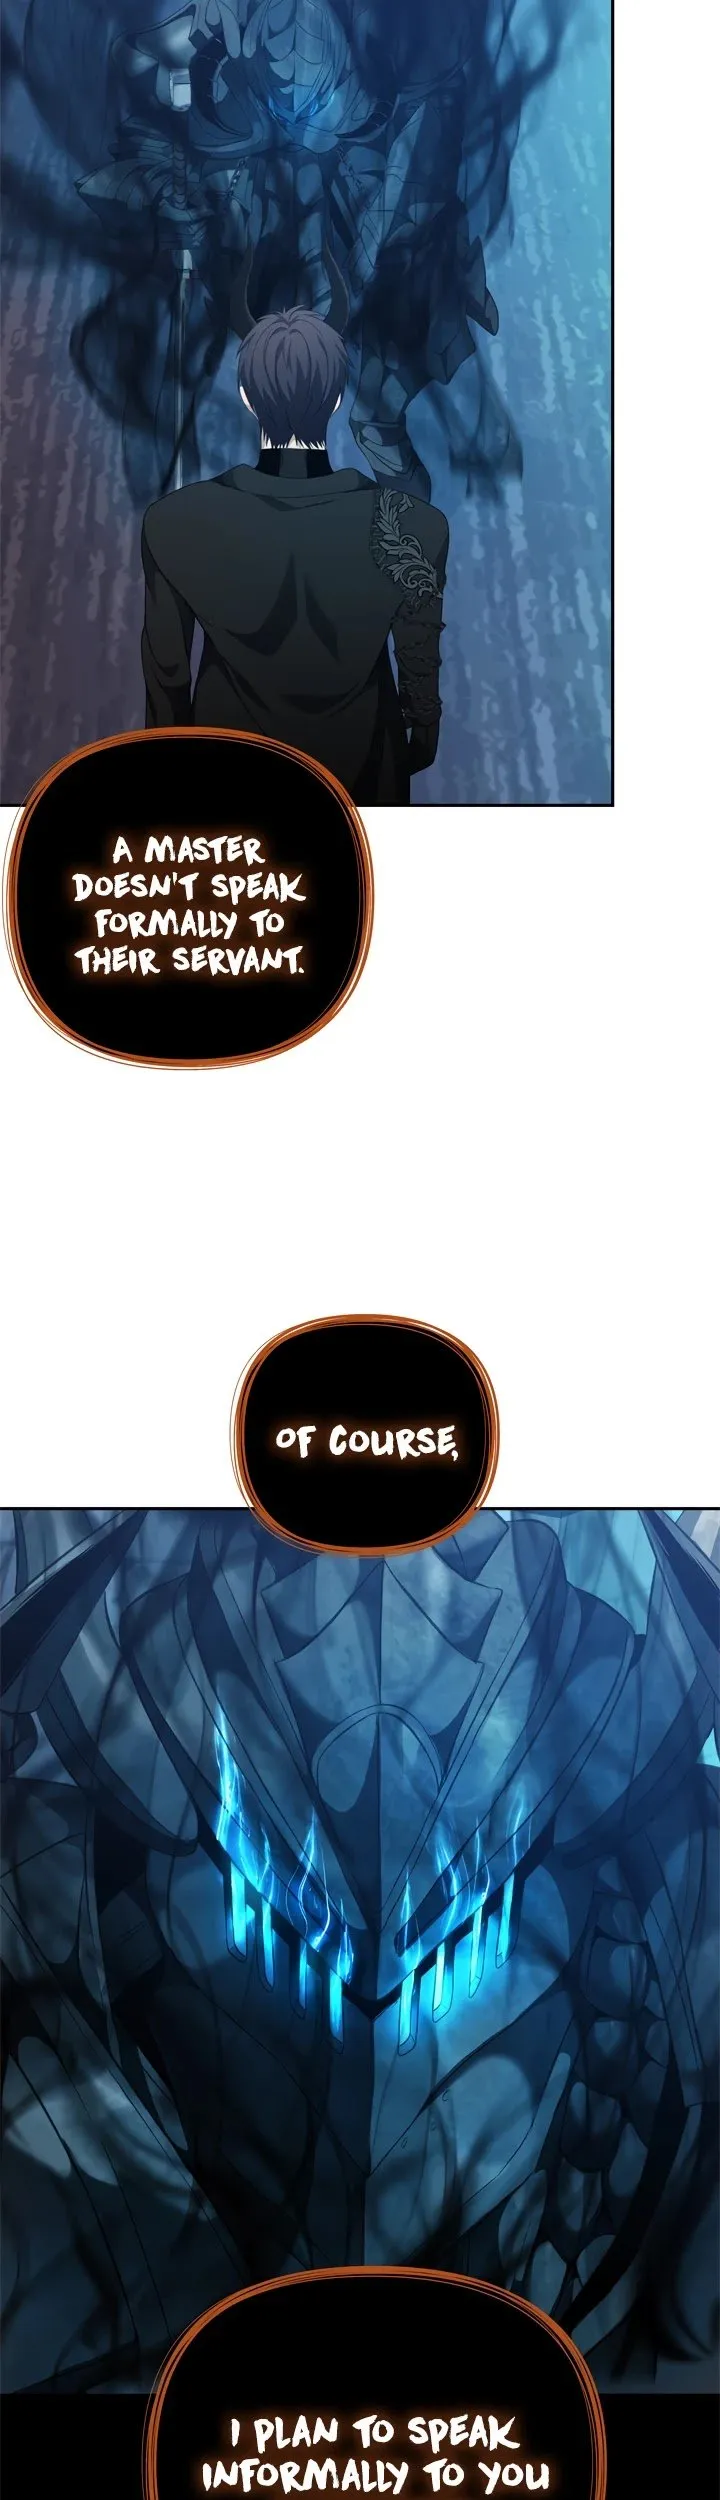 A MASTER
DOESN'T SPEAK
FORMALLY TO
THEIR SERVANT.
OF COURSE,
I PLAN TO SPEAK
INFORMALLY TO YOU